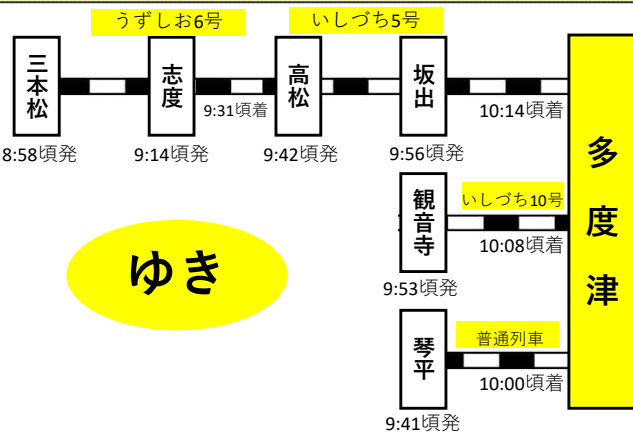 うずしお6号
いしづち5号
三本松
志度
高松
坂出
9:31頃着
10:14頃着
8:58頃発
9:14頃発
9:42頃発
9:56頃発
多度津
観音寺
いしづち10号
10:08頃着
9:53頃発
ゆき
琴平
普通列車
10:00頃着
9:41頃発